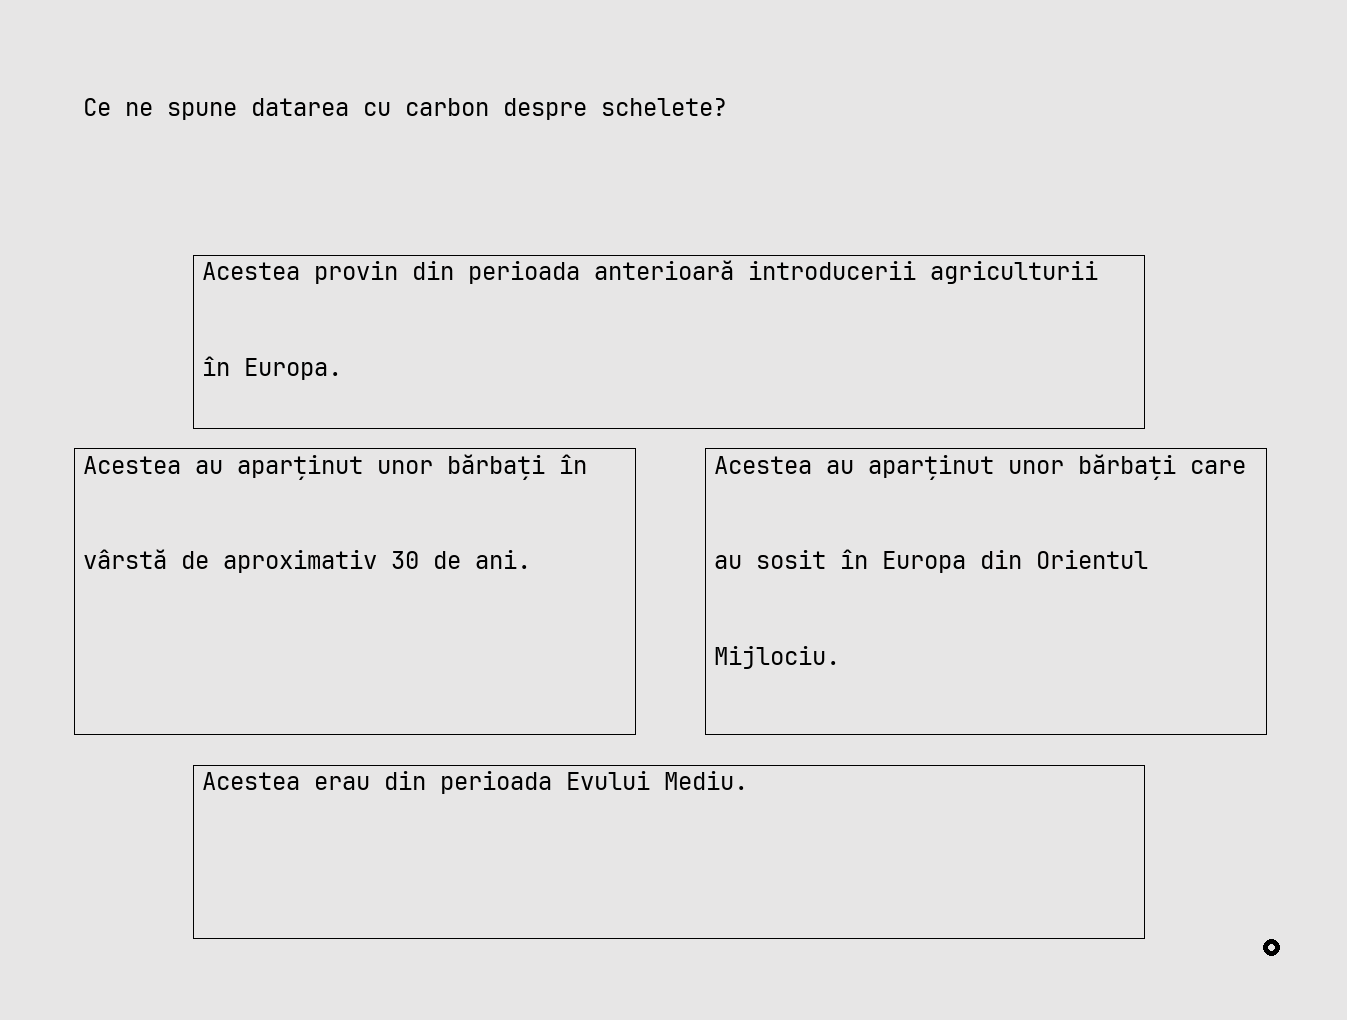 Ce ne spune datarea cu carbon despre schelete?
Acestea provin din perioada anterioară introducerii agriculturii
în Europa.
Acestea au aparținut unor bărbați în
vârstă de aproximativ 30 de ani.
Acestea au aparținut unor bărbați care
au sosit în Europa din Orientul
Mijlociu.
Acestea erau din perioada Evului Mediu.